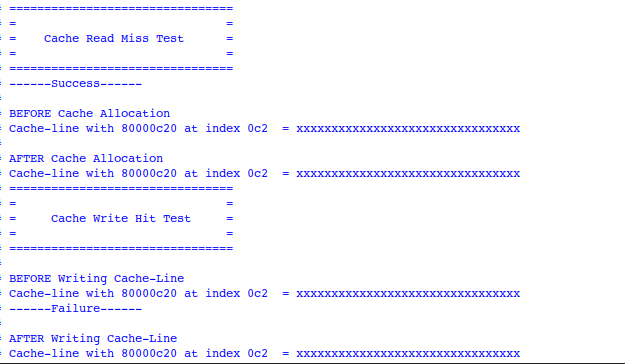 # ================================
# =                              =
# =    Cache Read Miss Test      =
# =                              =
# ================================
# ------Success------
#
# BEFORE Cache Allocation
# Cache-line with 80000c20 at index 0c2  = xxxxxxxxxxxxxxxxxxxxxxxxxxxxxxxx
#
# AFTER Cache Allocation
# Cache-line with 80000c20 at index 0c2  = xxxxxxxxxxxxxxxxxxxxxxxxxxxxxxxx
# ================================
# =                              =
# =     Cache Write Hit Test     =
# =                              =
# ================================
#
# BEFORE Writing Cache-Line
# Cache-line with 80000c20 at index 0c2  = xxxxxxxxxxxxxxxxxxxxxxxxxxxxxxxx
# ------Failure------
#
# AFTER Writing Cache-Line
# Cache-line with 80000c20 at index 0c2  = xxxxxxxxxxxxxxxxxxxxxxxxxxxxxxxx